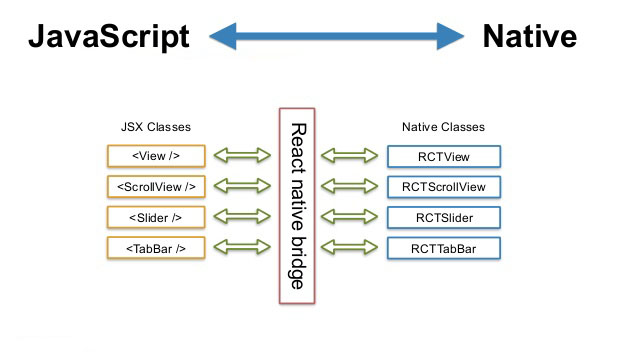 JavaScript
Native
JSX Classes
<View />
<ScrollView />
<Slider />
<TabBar />
React native bridge
Native Classes
RCTView
RCTScrollView
RCTSlider
RCTTabBar